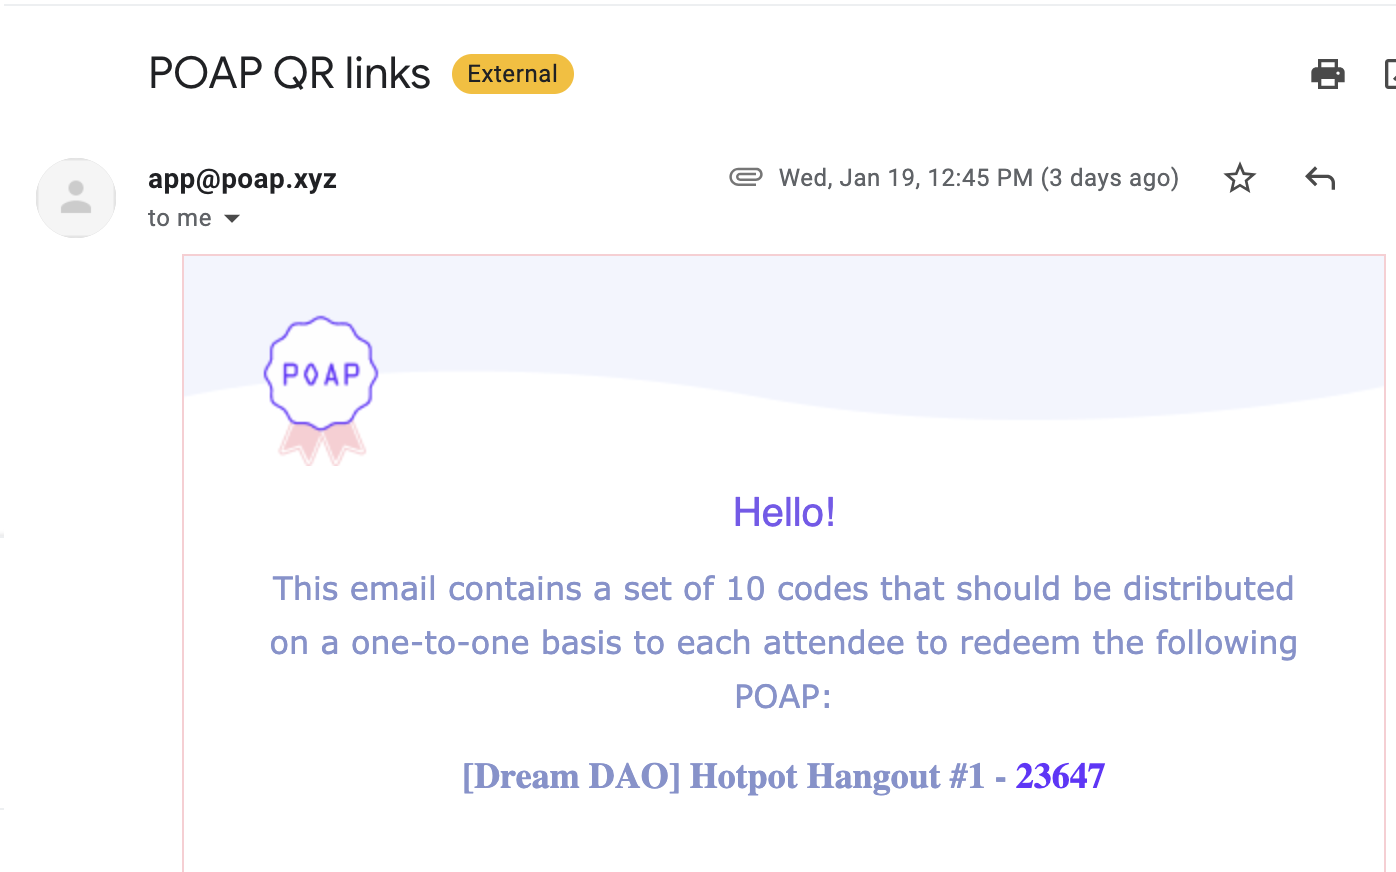 POAP QR links External
app@poap.xyz Wed, Jan 19, 12:45 PM (3 days ago)
to me
POAP
Hello!
This email contains a set of 10 codes that should be distributed
on a one-to-one basis to each attendee to redeem the following
POAP:
[Dream DAO] Hotpot Hangout #1 - 23647